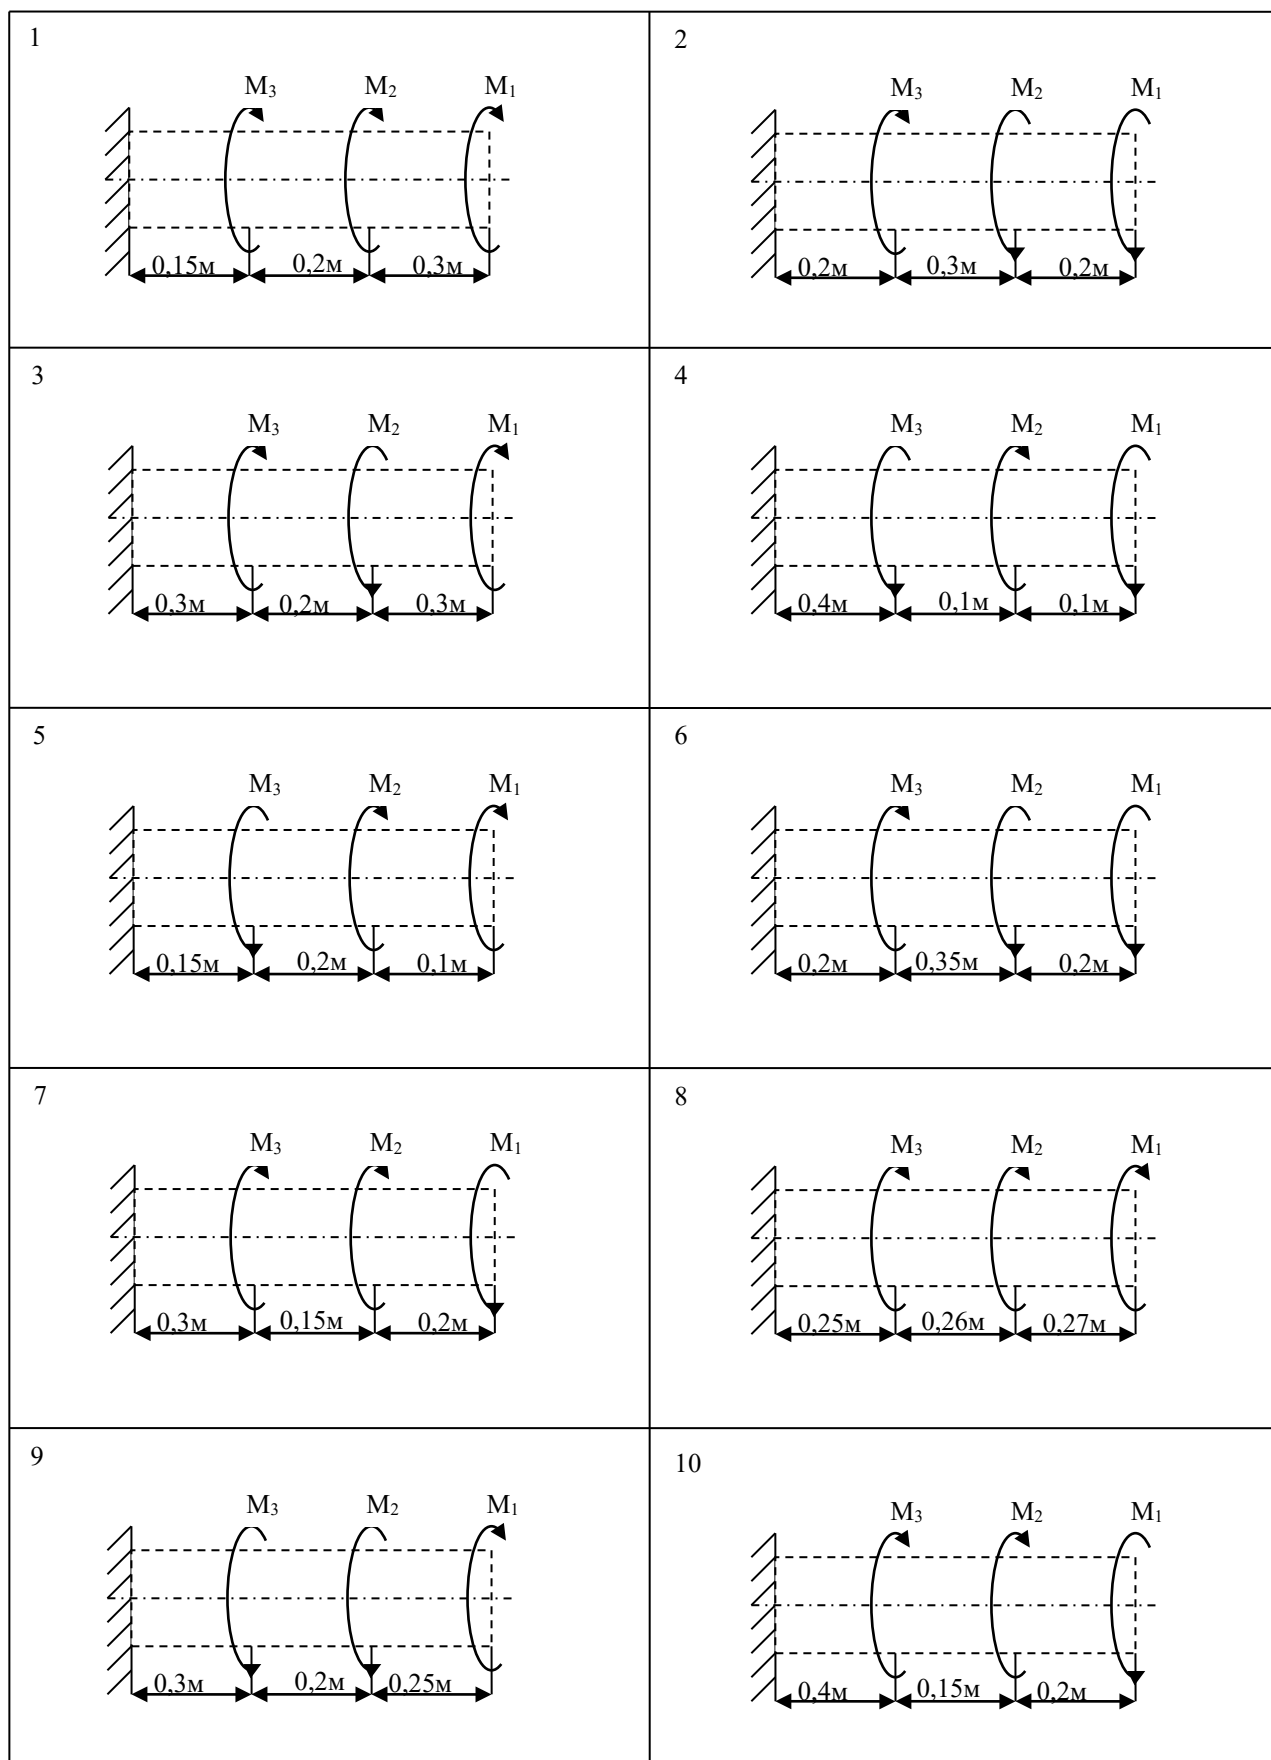 1
M₃ M₂ M₁
0,15м 0,2м 0,3м
2
M₃ M₂ M₁
0,2м 0,3м 0,2м
3
M₃ M₂ M₁
0,3м 0,2м 0,3м
4
M₃ M₂ M₁
0,4м 0,1м 0,1м
5
M₃ M₂ M₁
0,15м 0,2м 0,1м
6
M₃ M₂ M₁
0,2м 0,35м 0,2м
7
M₃ M₂ M₁
0,3м 0,15м 0,2м
8
M₃ M₂ M₁
0,25м 0,26м 0,27м
9
M₃ M₂ M₁
0,3м 0,2м 0,25м
10
M₃ M₂ M₁
0,4м 0,15м 0,2м